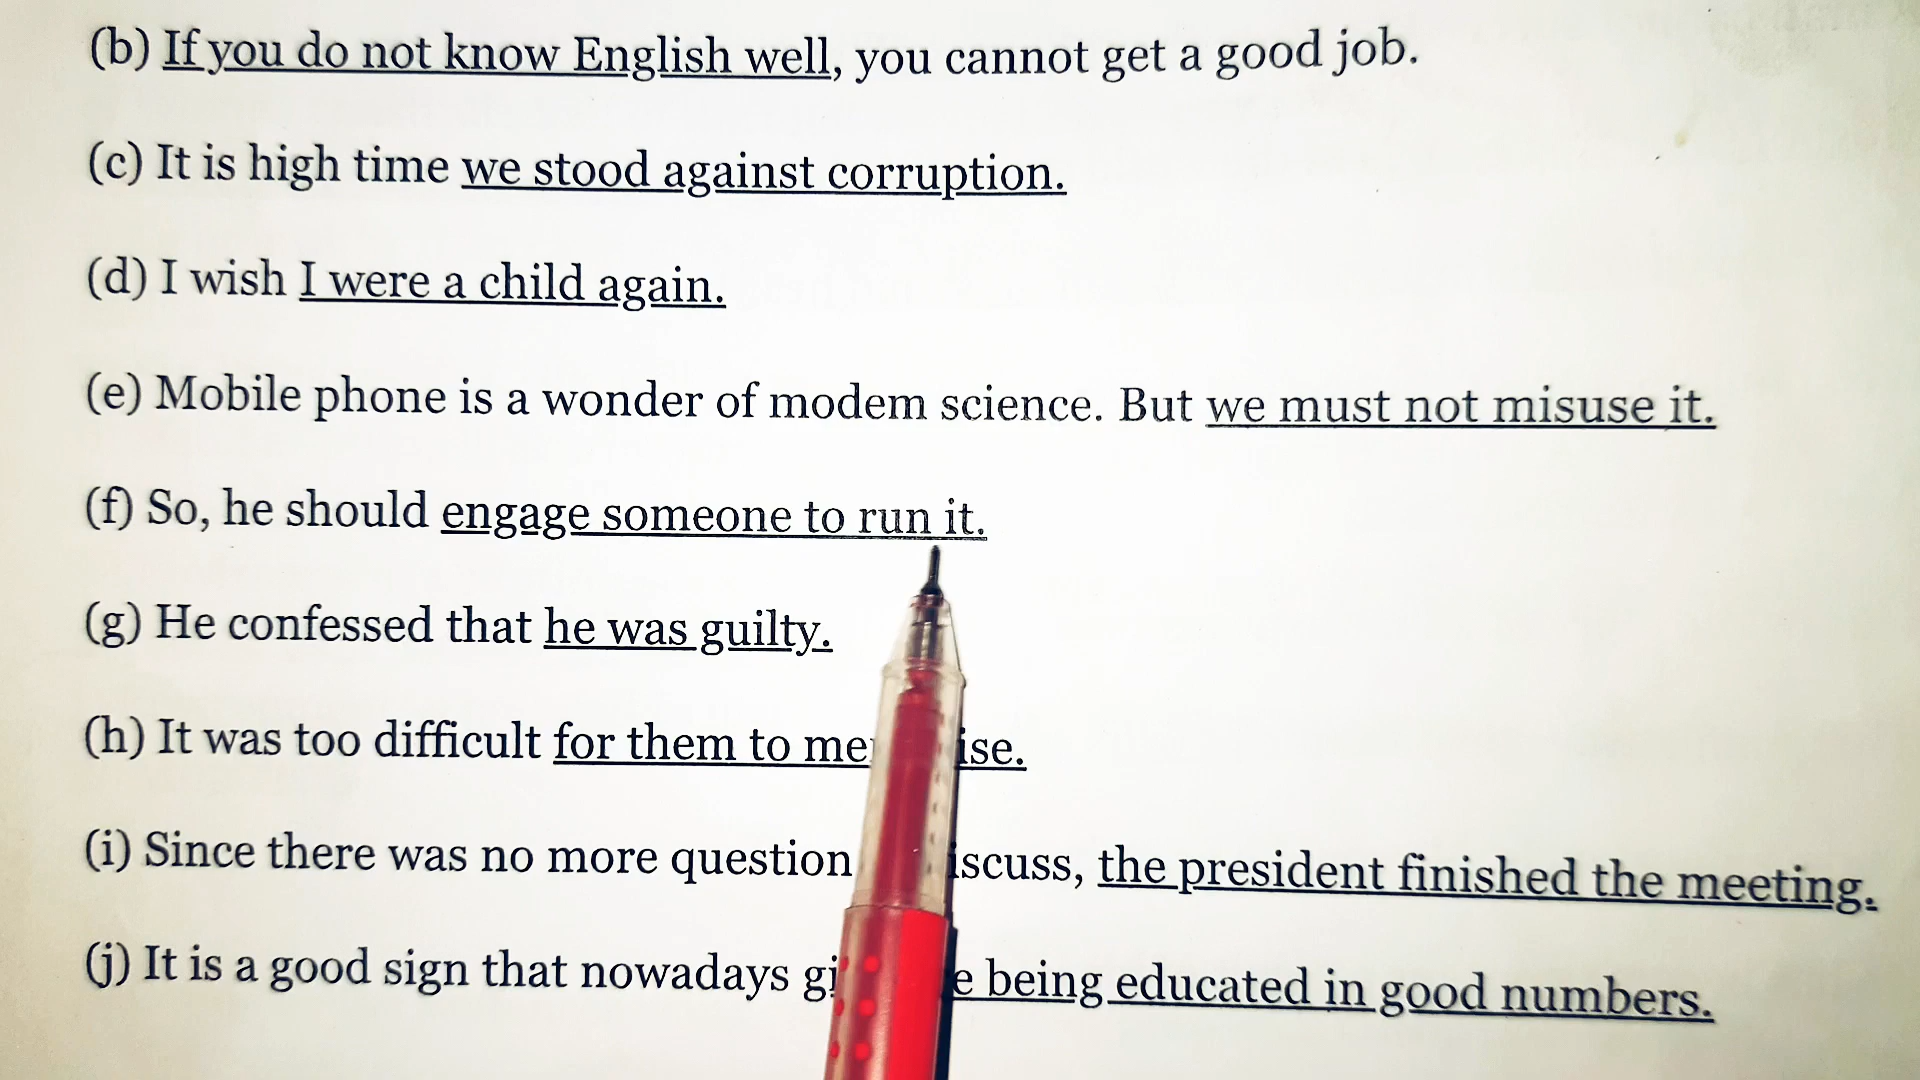 (b) If you do not know English well, you cannot get a good job.
(c) It is high time we stood against corruption.
(d) I wish I were a child again.
(e) Mobile phone is a wonder of modem science. But we must not misuse it.
(f) So, he should engage someone to run it.
(g) He confessed that he was guilty.
(h) It was too difficult for them to
(i) Since there was no more question the president finished the meeting.
(j) It is a good sign that nowadays being educated in good numbers.